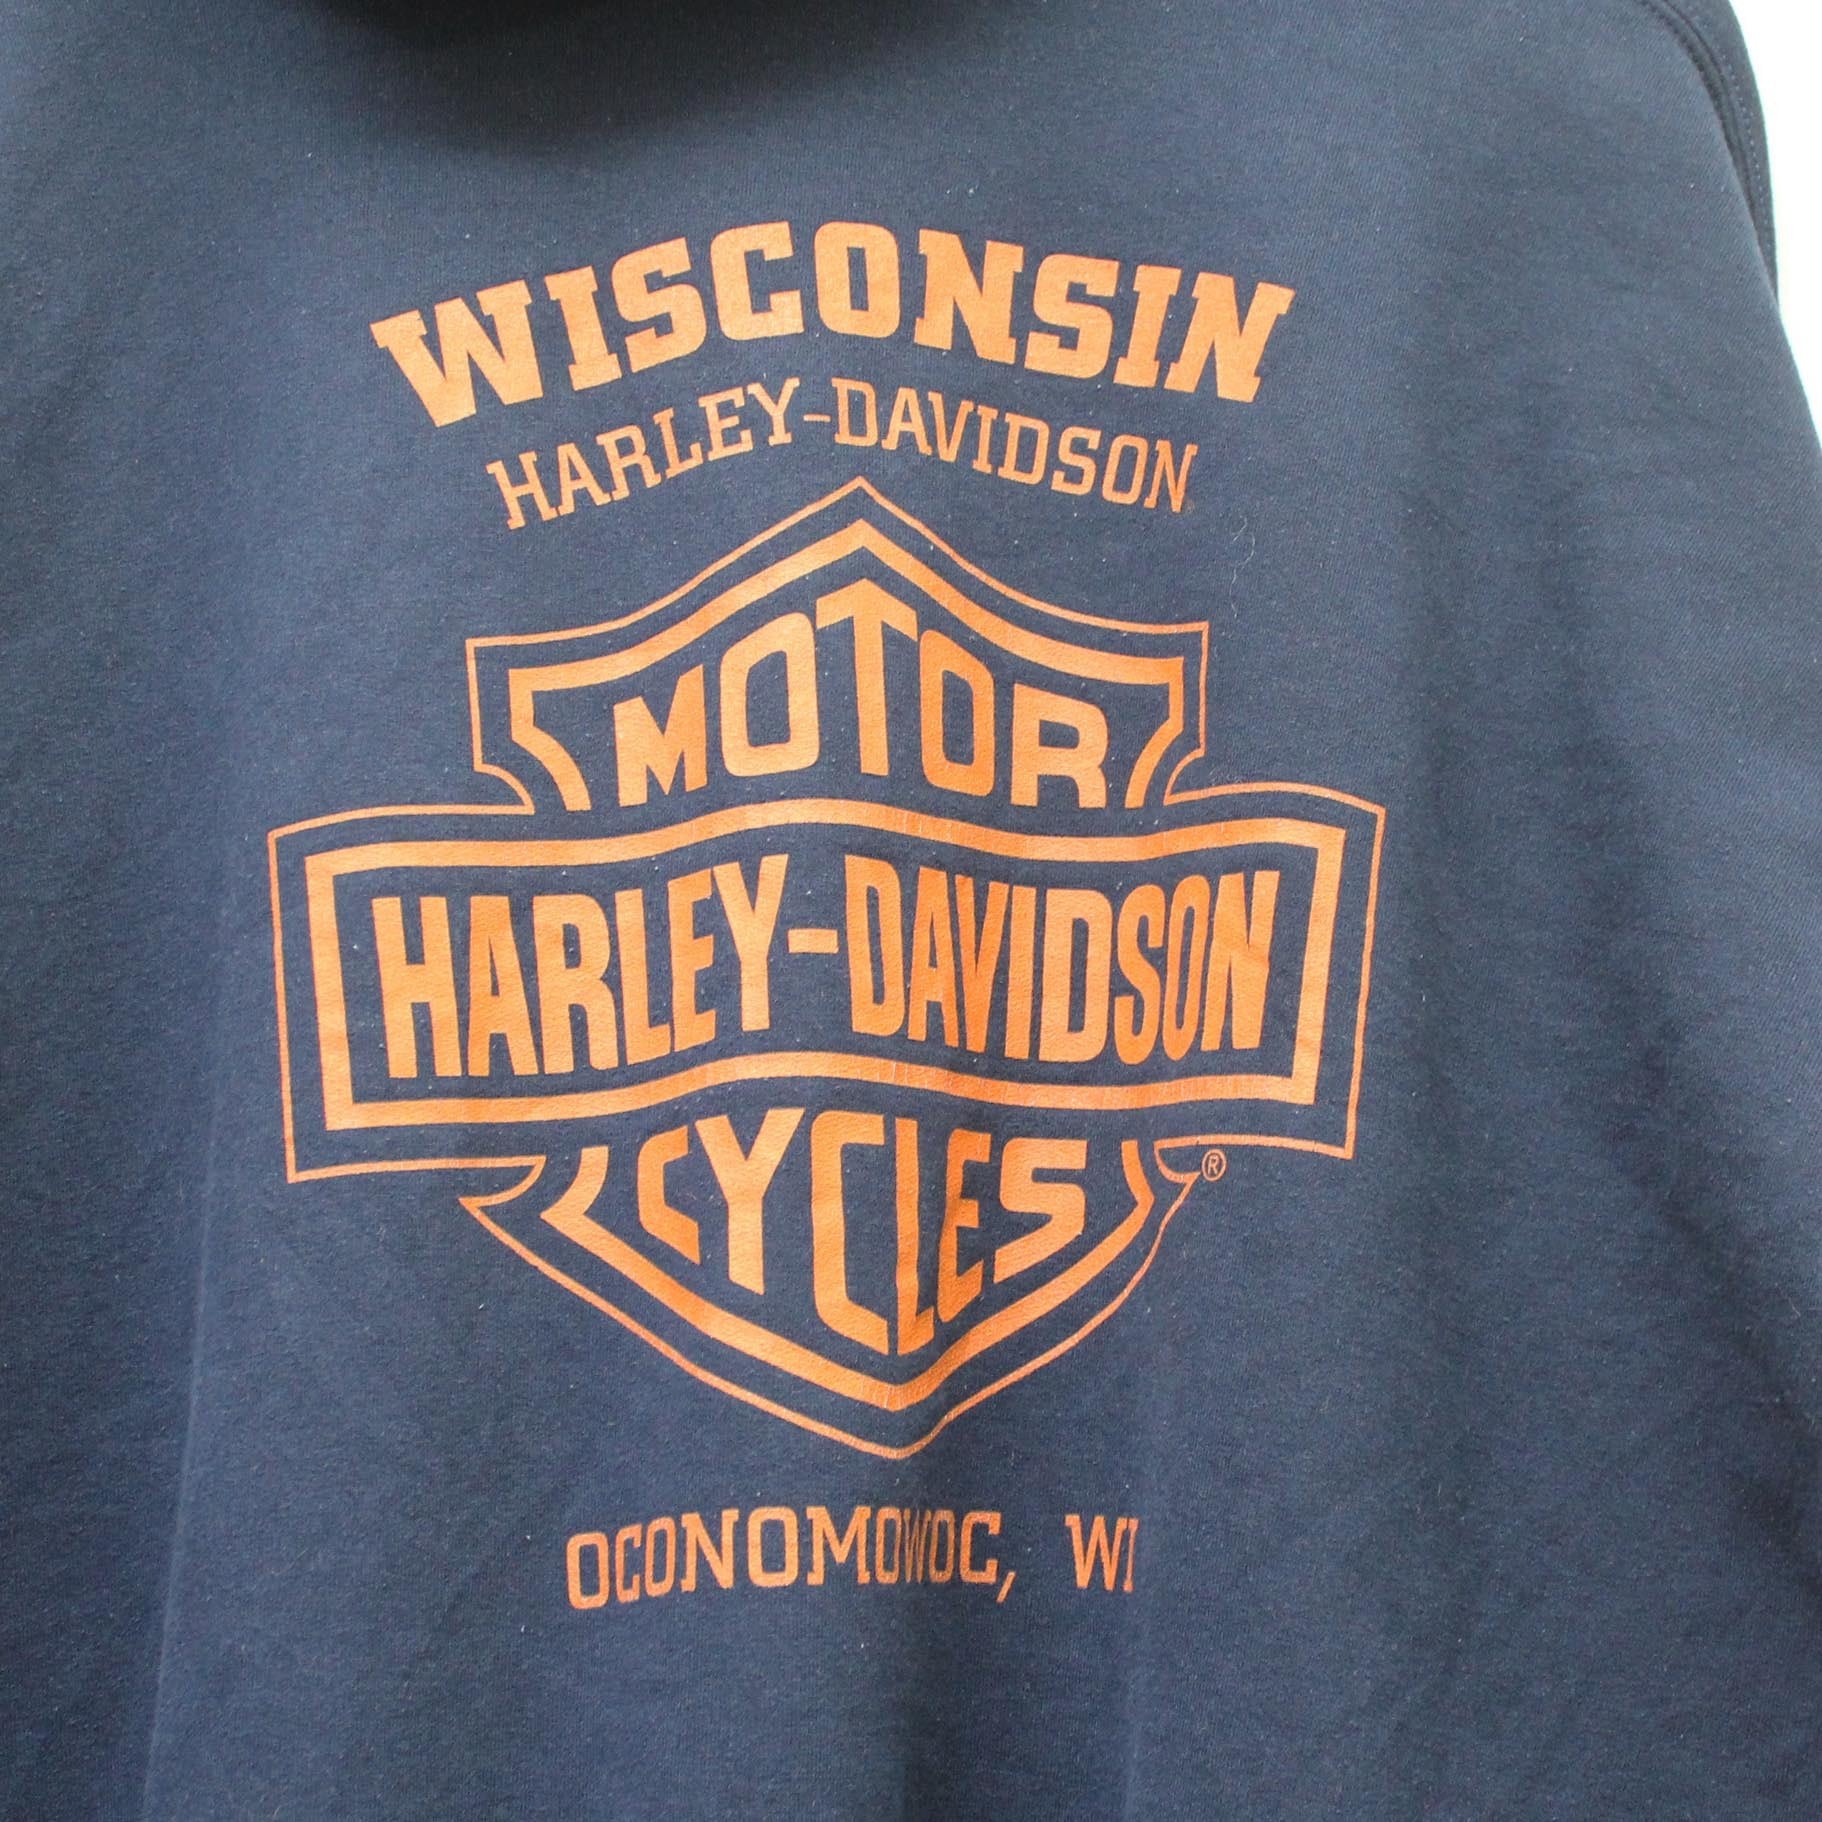 WISCONSIN
HARLEY-DAVIDSON
MOTOR
HARLEY-DAVIDSON
CYCLES
®
OCONOMOWOC, WI